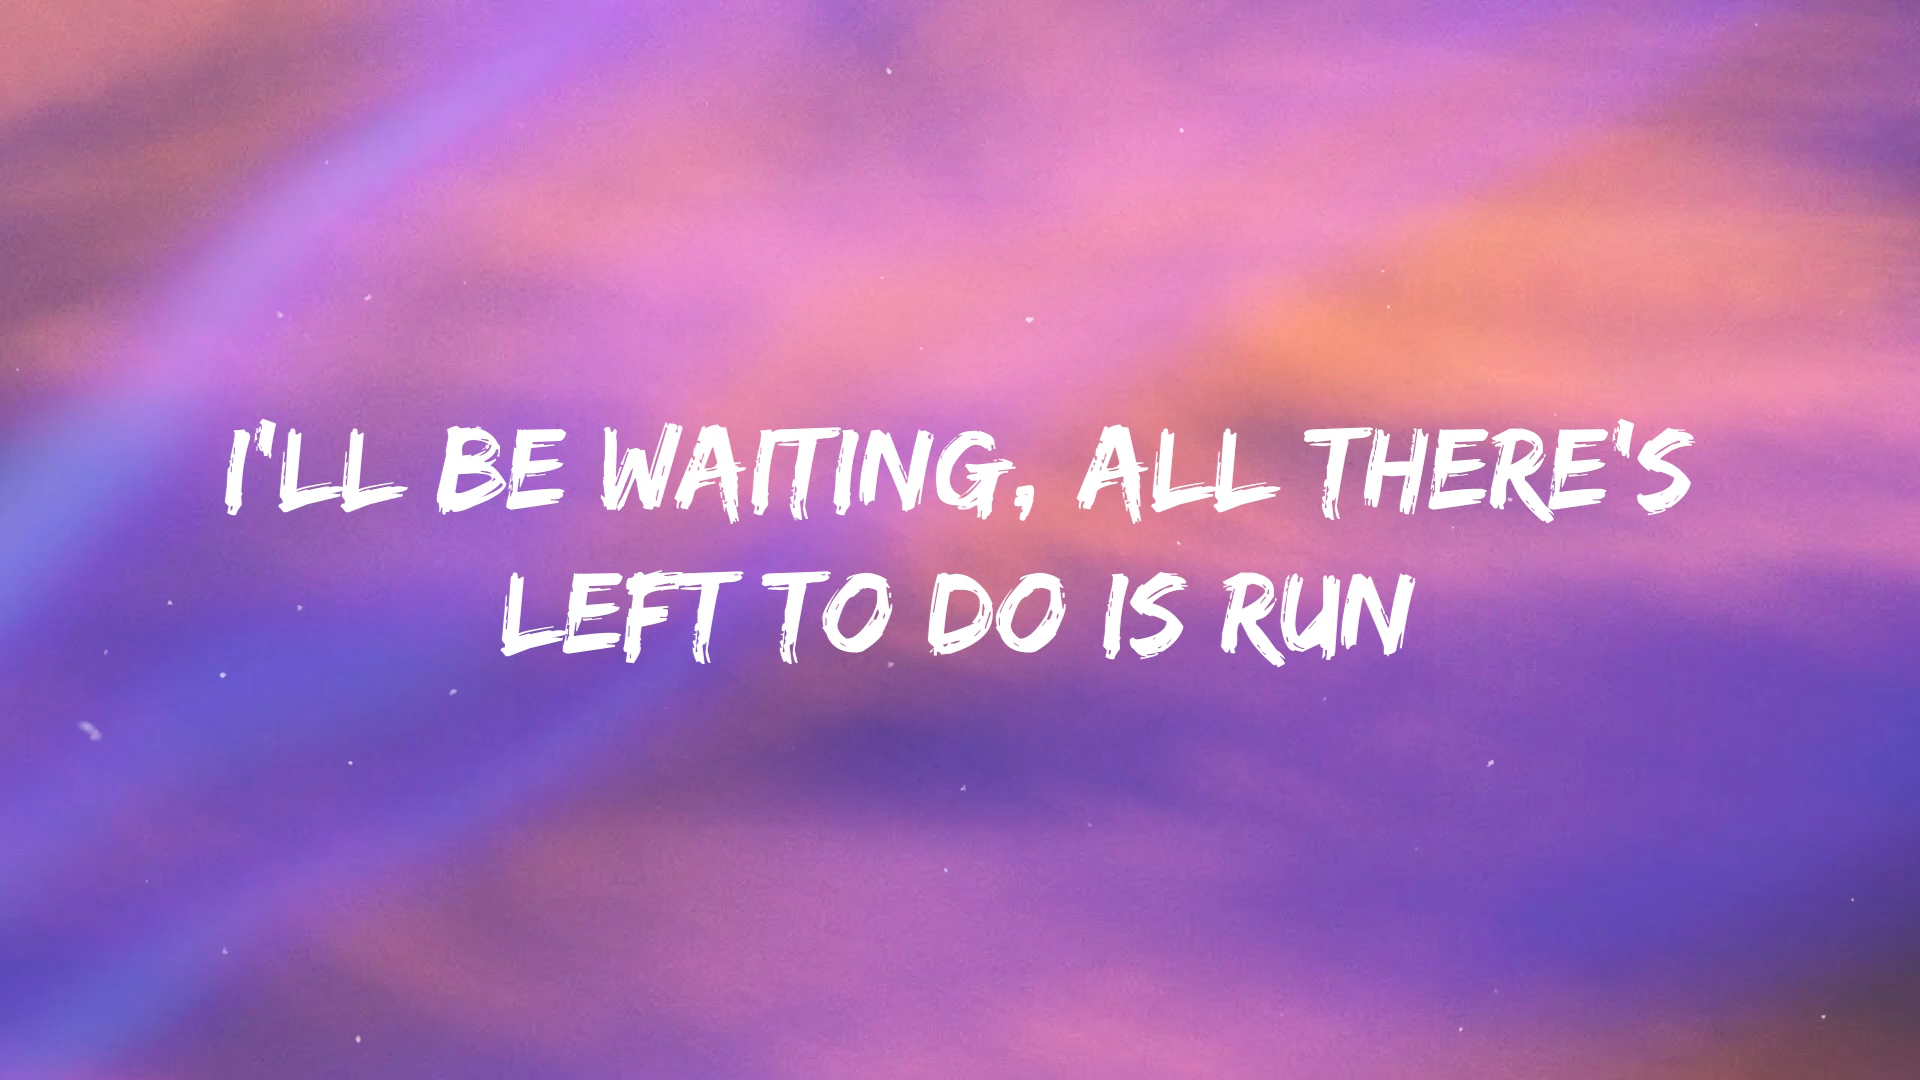 I'LL BE WAITING, ALL THERE'S
LEFT TO DO IS RUN